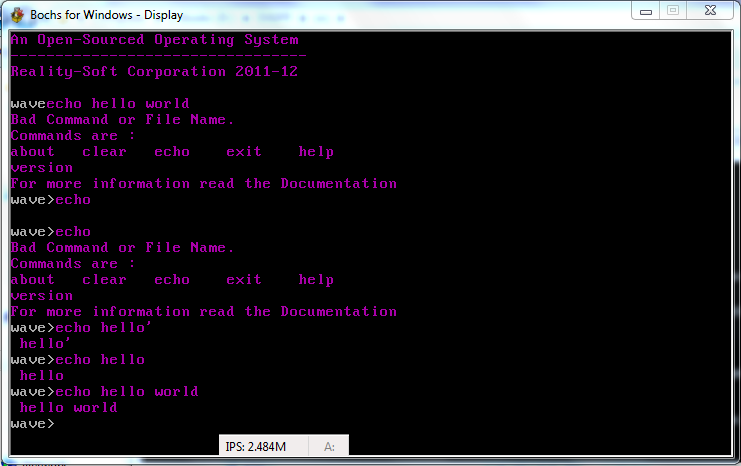 Bochs for Windows - Display
An Open-Sourced Operating System
---------------------------------
Reality-Soft Corporation 2011-12
waveecho hello world
Bad Command or File Name.
Commands are :
about   clear   echo    exit    help
version
For more information read the Documentation
wave>echo
wave>echo
Bad Command or File Name.
Commands are :
about   clear   echo    exit    help
version
For more information read the Documentation
wave>echo hello'
 hello'
wave>echo hello
 hello
wave>echo hello world
 hello world
wave>
IPS: 2.484M A: